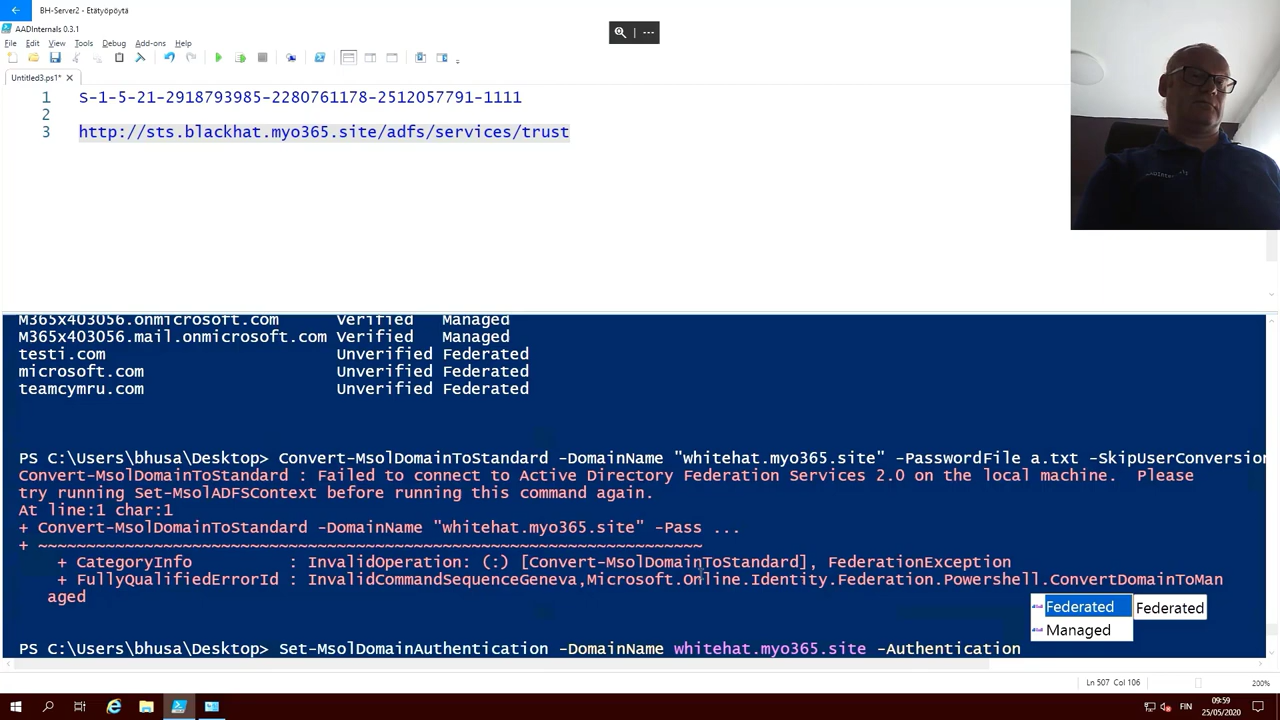 BH-Server2 - Etätyöpöytä
AADInternals 0.3.1
File Edit View Tools Debug Add-ons Help
Untitled3.ps1*
1 S-1-5-21-2918793985-2280761178-2512057791-1111
2
3 http://sts.blackhat.myo365.site/adfs/services/trust
M365x403056.onmicrosoft.com Verified Managed
M365x403056.mail.onmicrosoft.com Verified Managed
testi.com Unverified Federated
microsoft.com Unverified Federated
teamcymru.com Unverified Federated
PS C:\Users\bhusa\Desktop> Convert-MsolDomainToStandard -DomainName "whitehat.myo365.site" -PasswordFile a.txt -SkipUserConversion
Convert-MsolDomainToStandard : Failed to connect to Active Directory Federation Services 2.0 on the local machine. Please
try running Set-MsolADFSContext before running this command again.
At line:1 char:1
+ Convert-MsolDomainToStandard -DomainName "whitehat.myo365.site" -Pass ...
+ ~~~~~~~~~~~~~~~~~~~~~~~~~~~~~~~~~~~~~~~~~~~~~~~~~~~~~~~~~~~~~~~~~~~~~
+ CategoryInfo : InvalidOperation: (:) [Convert-MsolDomainToStandard], FederationException
+ FullyQualifiedErrorId : InvalidCommandSequenceGeneva,Microsoft.Online.Identity.Federation.Powershell.ConvertDomainToMan
aged
Federated Federated
Managed
PS C:\Users\bhusa\Desktop> Set-MsolDomainAuthentication -DomainName whitehat.myo365.site -Authentication
Ln 507 Col 106 200%
FIN 09:59
25/05/2020